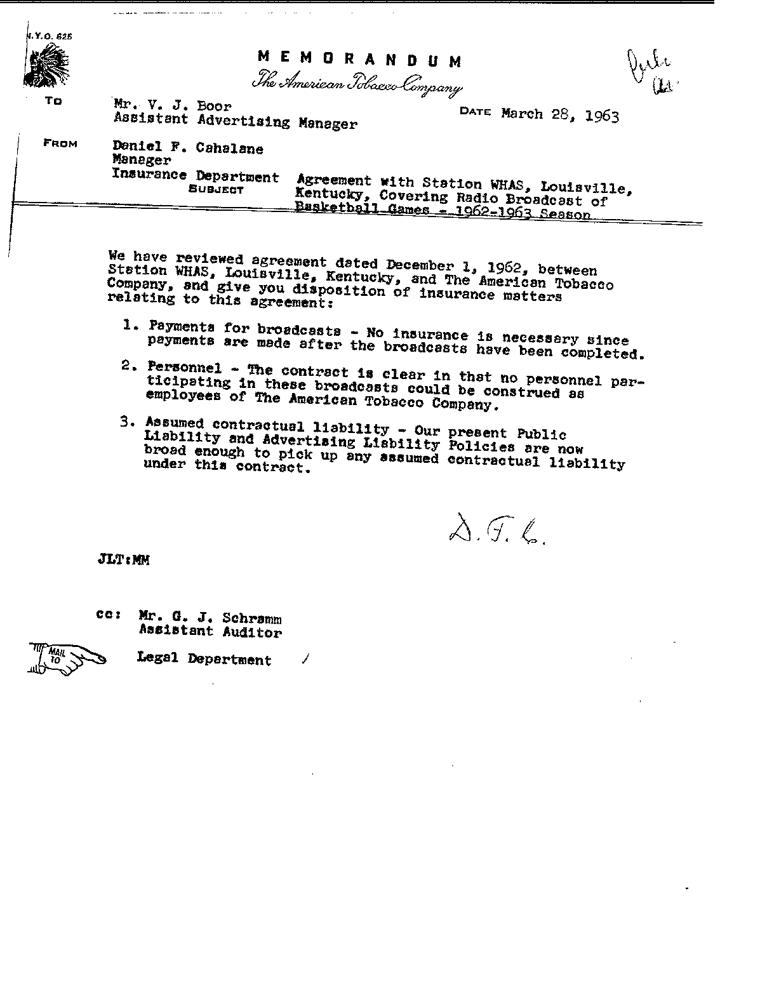 N.Y.O. 625
MEMORANDUM
The American Tobacco Company
TO Mr. V. J. Boor
Assistant Advertising Manager
DATE March 28, 1963
FROM Daniel F. Cahalane
Manager
Insurance Department
SUBJECT Agreement with Station WHAS, Louisville,
Kentucky, Covering Radio Broadcast of
Basketball Games - 1962-1963 Season
We have reviewed agreement dated December 1, 1962, between
Station WHAS, Louisville, Kentucky, and The American Tobacco
Company, and give you disposition of insurance matters
relating to this agreement:
1. Payments for broadcasts - No insurance is necessary since
payments are made after the broadcasts have been completed.
2. Personnel - The contract is clear in that no personnel par-
ticipating in these broadcasts could be construed as
employees of The American Tobacco Company.
3. Assumed contractual liability - Our present Public
Liability and Advertising Liability Policies are now
broad enough to pick up any assumed contractual liability
under this contract.
D. F. C.
JLT:MM
cc: Mr. G. J. Schramm
Assistant Auditor
MAIL
TO
Legal Department /